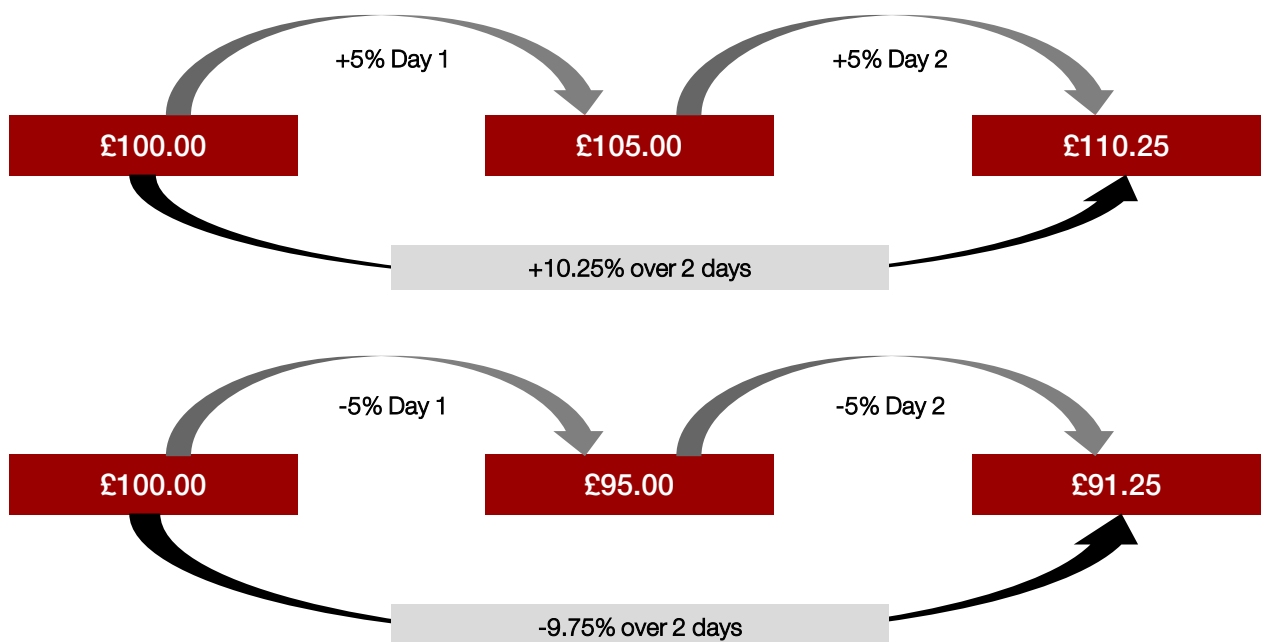 +5% Day 1
+5% Day 2
£100.00
£105.00
£110.25
+10.25% over 2 days
-5% Day 1
-5% Day 2
£100.00
£95.00
£91.25
-9.75% over 2 days